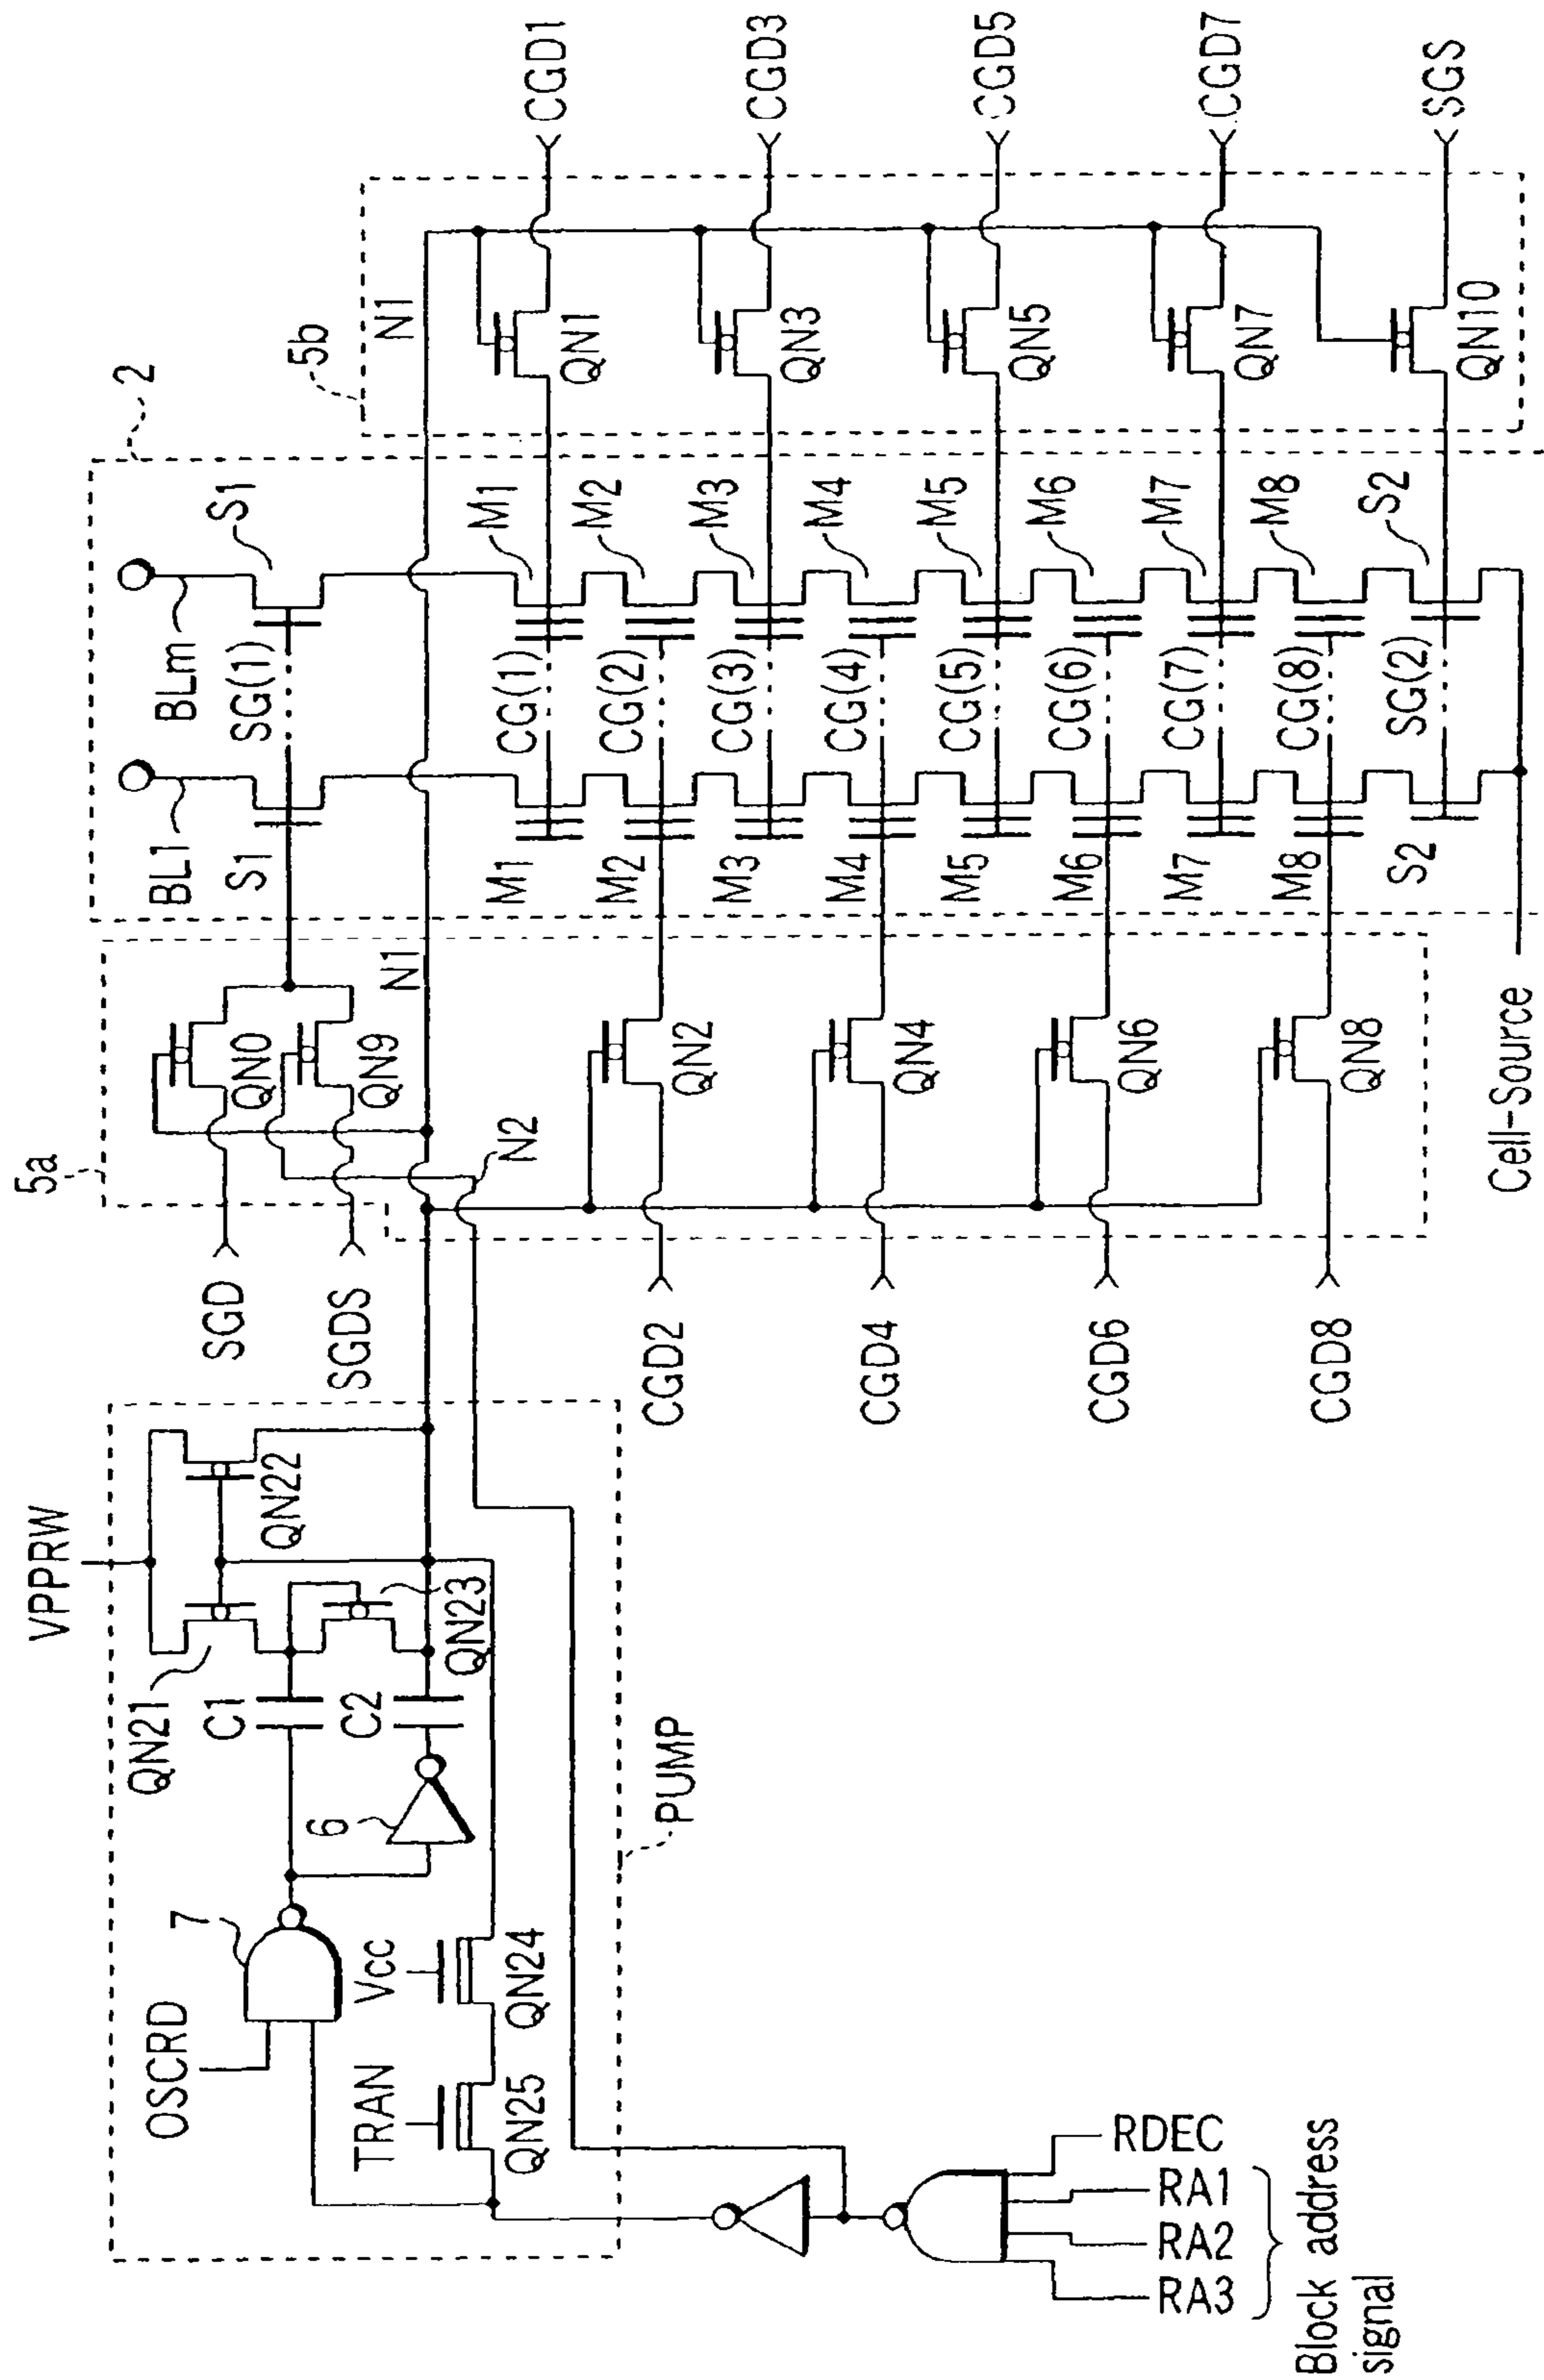 VPPRW
OSCRD
7
QN21
QN22
C1
C2
6
QN23
Vcc
TRAN
QN25
QN24
PUMP
RDEC
RA1
RA2
RA3
Block address
signal
5a
SGD
SGDS
QN0
QN9
N1
N2
CGD2
CGD4
CGD6
CGD8
QN2
QN4
QN6
QN8
Cell-Source
2
BL1
BLm
S1
SG(1)
S1
M1
CG(1)
M1
M2
CG(2)
M2
M3
CG(3)
M3
M4
CG(4)
M4
M5
CG(5)
M5
M6
CG(6)
M6
M7
CG(7)
M7
M8
CG(8)
M8
S2
SG(2)
S2
5b
N1
QN1
QN3
QN5
QN7
QN10
CGD1
CGD3
CGD5
CGD7
SGS